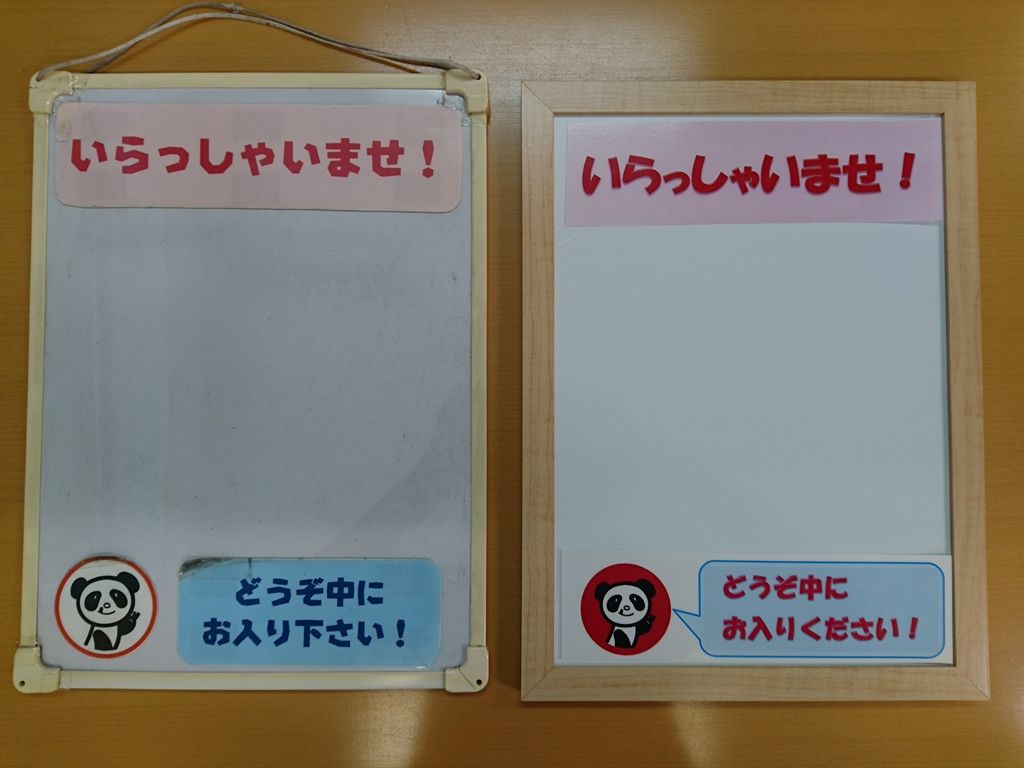 いらっしゃいませ！
どうぞ中に
お入り下さい！
いらっしゃいませ！
どうぞ中に
お入りください！